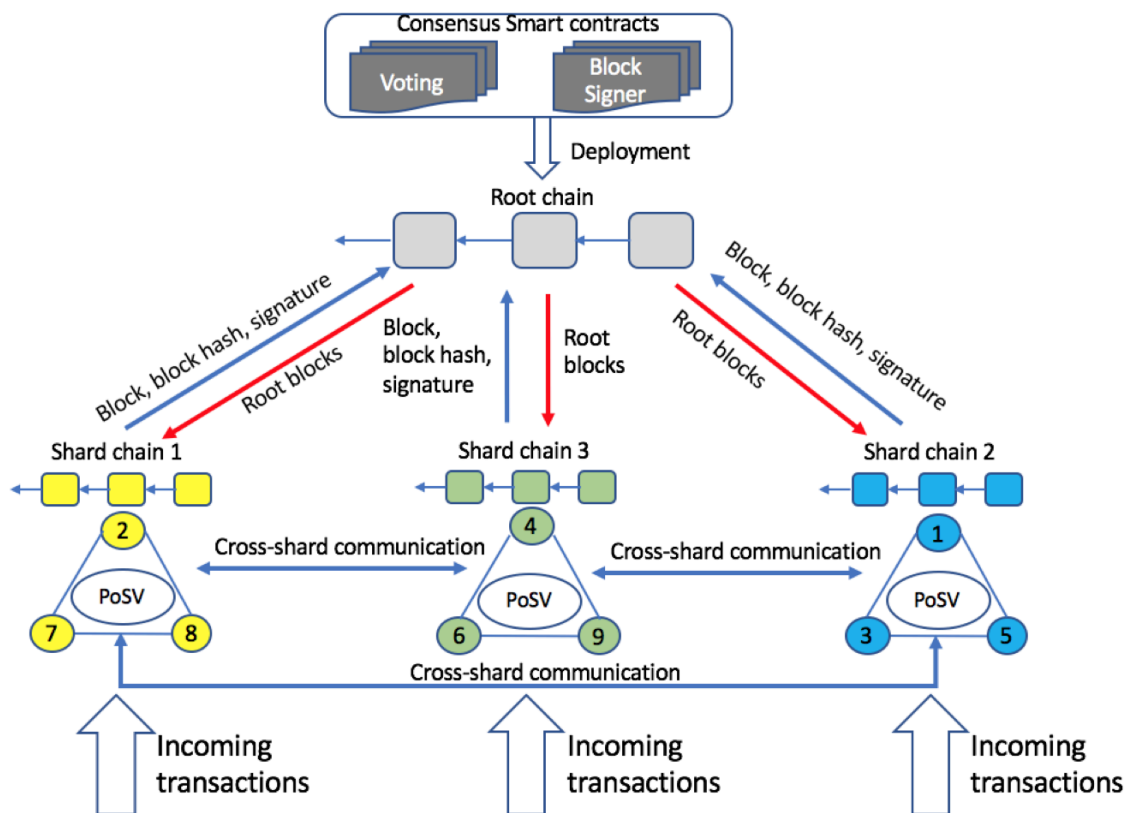 Consensus Smart contracts
Voting
Block
Signer
Deployment
Root chain
Block, block hash, signature
Root blocks
Block,
block hash,
signature
Root
blocks
Block, block hash, signature
Root blocks
Shard chain 1
Shard chain 3
Shard chain 2
2
4
1
Cross-shard communication
Cross-shard communication
PoSV
PoSV
PoSV
7
8
6
9
3
5
Cross-shard communication
Incoming
transactions
Incoming
transactions
Incoming
transactions